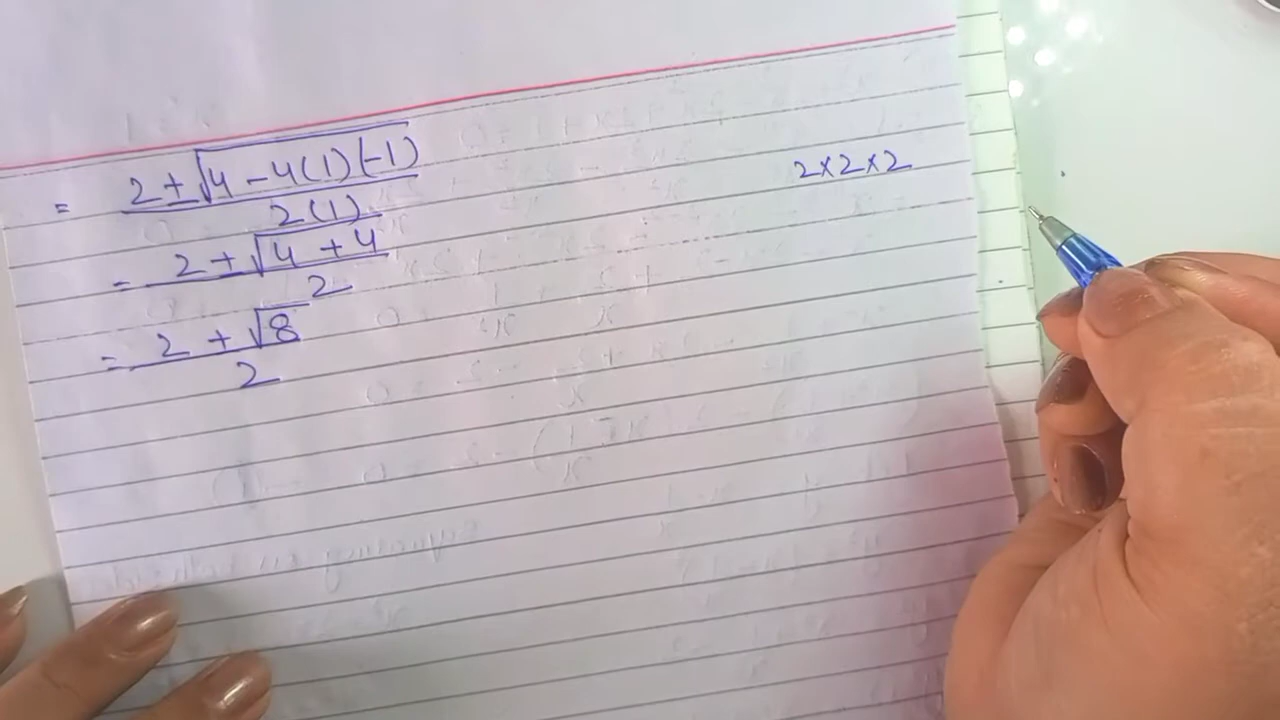 = 2 ± √4 - 4(1)(-1) / 2(1)
2×2×2
= 2 ± √4 + 4 / 2
= 2 + √8 / 2